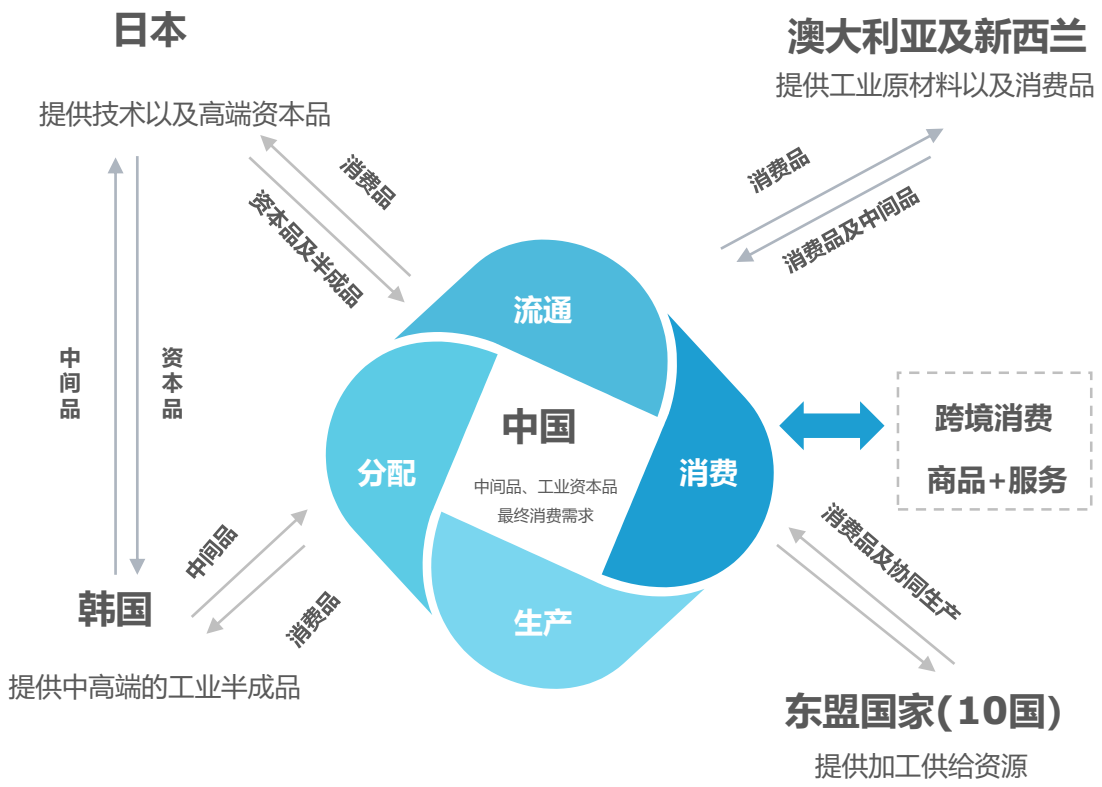 日本
提供技术以及高端资本品
澳大利亚及新西兰
提供工业原材料以及消费品
消费品
资本品及半成品
消费品
消费品及中间品
中间品
资本品
流通
分配
中国
中间品、工业资本品
最终消费需求
消费
生产
跨境消费
商品+服务
中间品
消费品
韩国
提供中高端的工业半成品
消费品及协同生产
东盟国家(10国)
提供加工供给资源